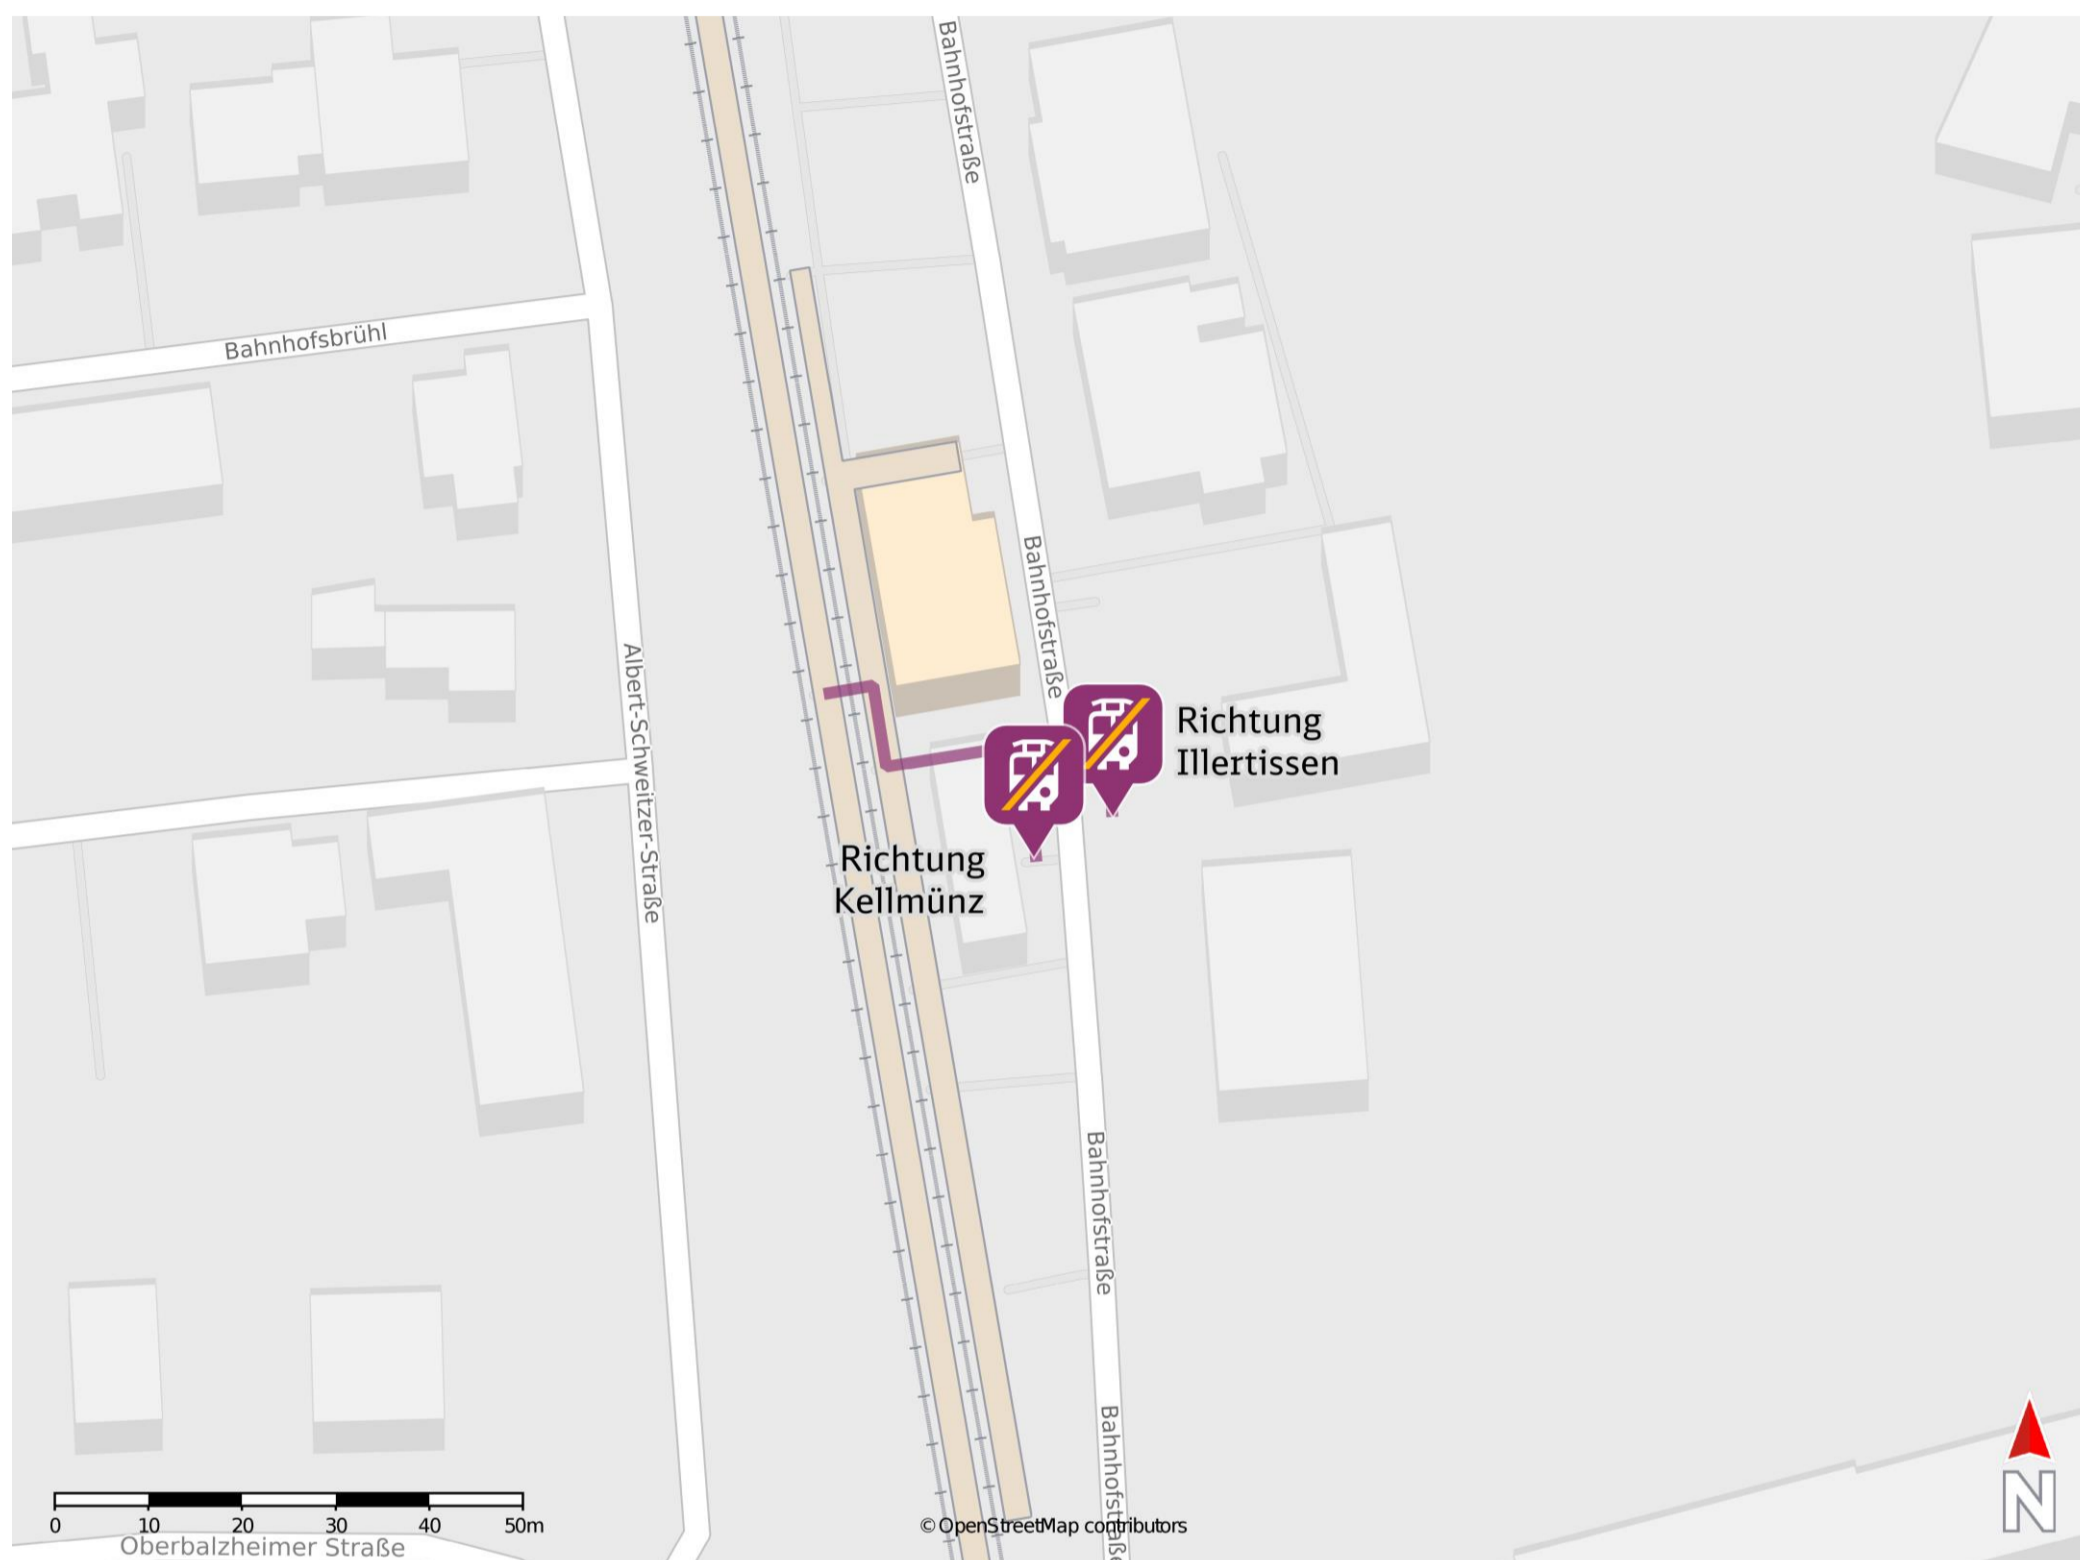 Bahnhofstraße
Bahnhofsbrühl
Bahnhofstraße
Albert-Schweitzer-Straße
Richtung
Illertissen
Richtung
Kellmünz
Bahnhofstraße
Bahnhofstraße
0 10 20 30 40 50m
© OpenStreetMap contributors
Oberbalzheimer Straße
N